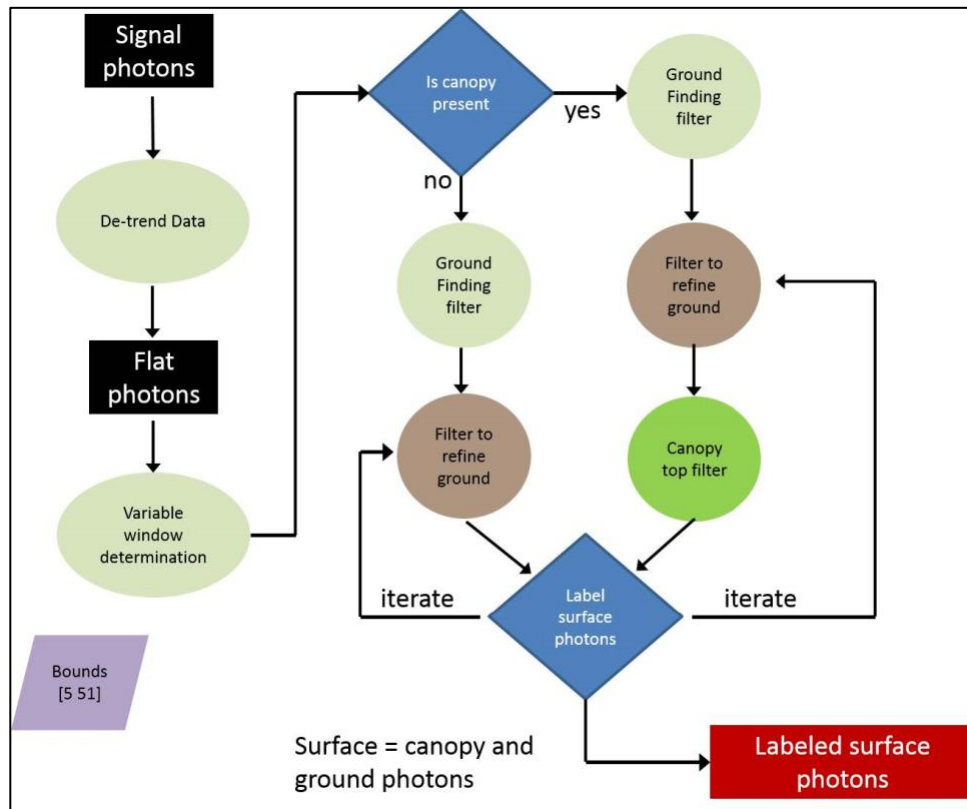 Signal
photons
De-trend Data
Flat
photons
Variable
window
determination
Bounds
[5 51]
Is canopy
present
yes
no
Ground
Finding
filter
Filter to
refine
ground
Canopy
top filter
Ground
Finding
filter
Filter to
refine
ground
Label
surface
photons
iterate
iterate
Surface = canopy and
ground photons
Labeled surface
photons